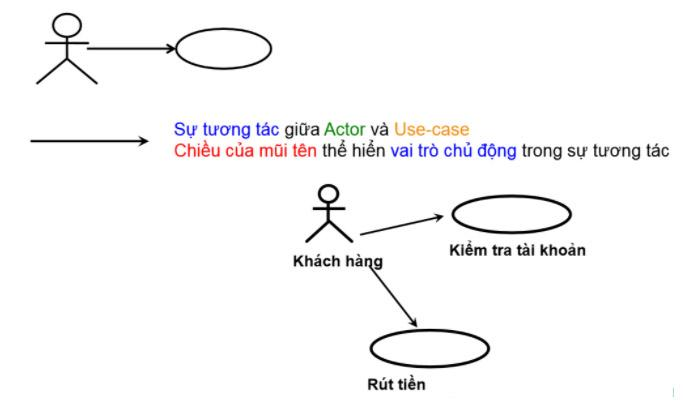 Sự tương tác giữa Actor và Use-case
Chiều của mũi tên thể hiển vai trò chủ động trong sự tương tác
Khách hàng
Kiểm tra tài khoản
Rút tiền